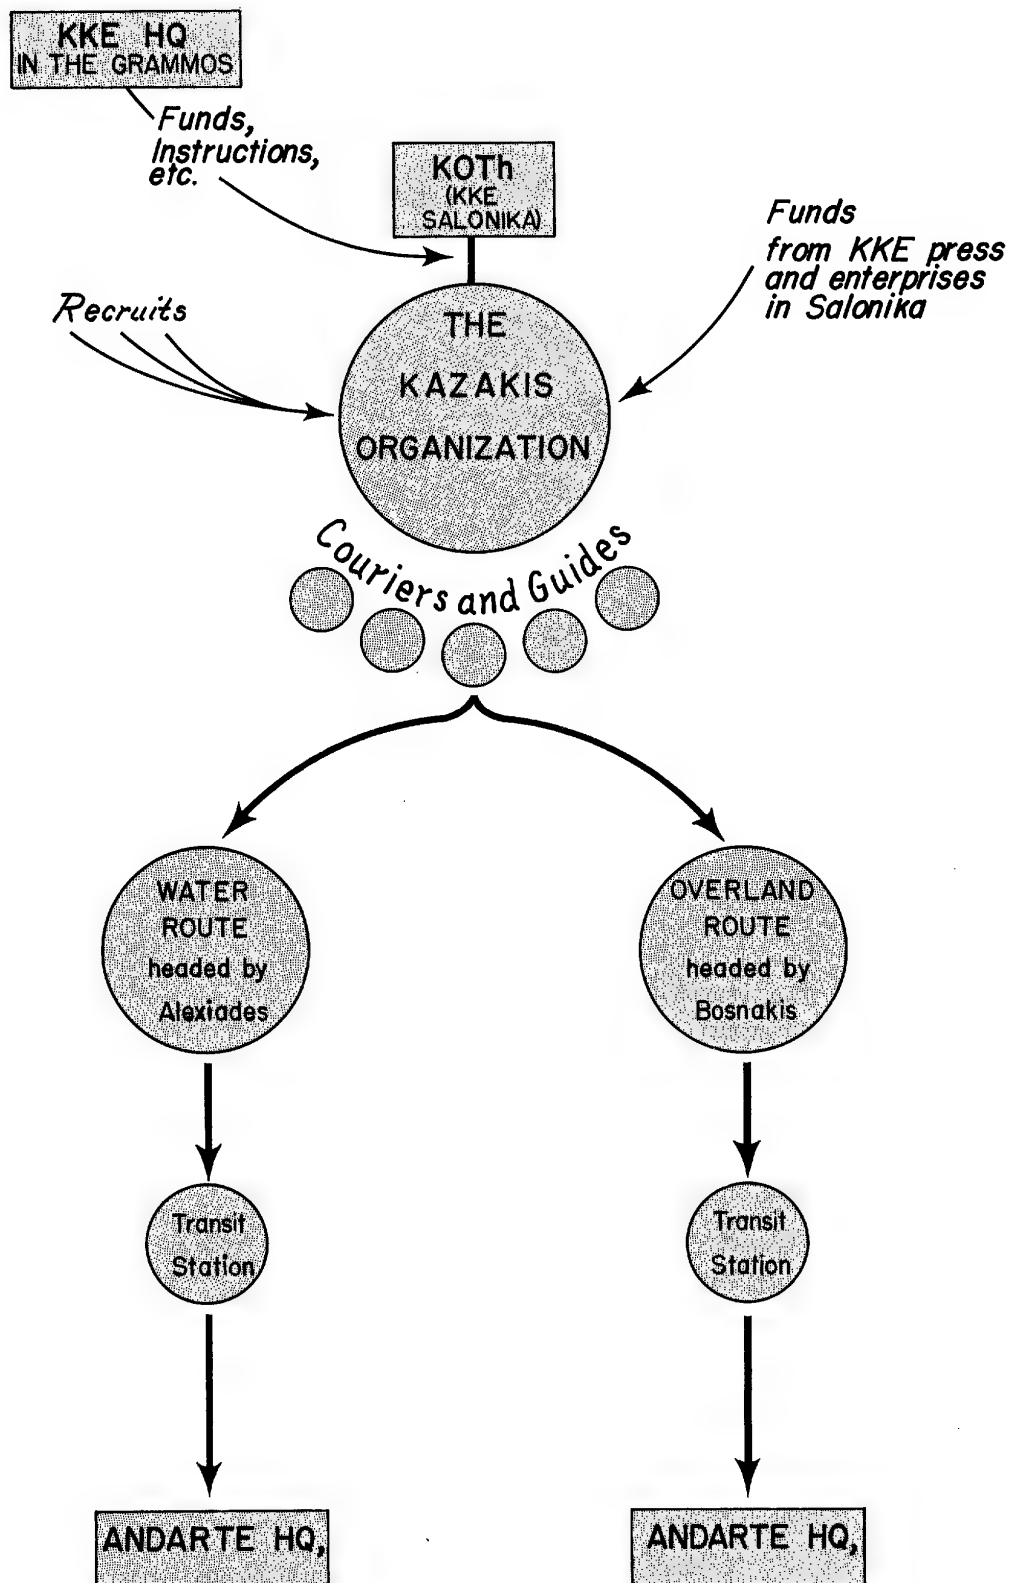 KKE HQ
IN THE GRAMMOS
Funds,
Instructions,
etc.
KOTh
(KKE
SALONIKA)
Funds
from KKE press
and enterprises
in Salonika
Recruits
THE
KAZAKIS
ORGANIZATION
Couriers and Guides
WATER
ROUTE
headed by
Alexiades
OVERLAND
ROUTE
headed by
Bosnakis
Transit
Station
Transit
Station
ANDARTE HQ,
ANDARTE HQ,